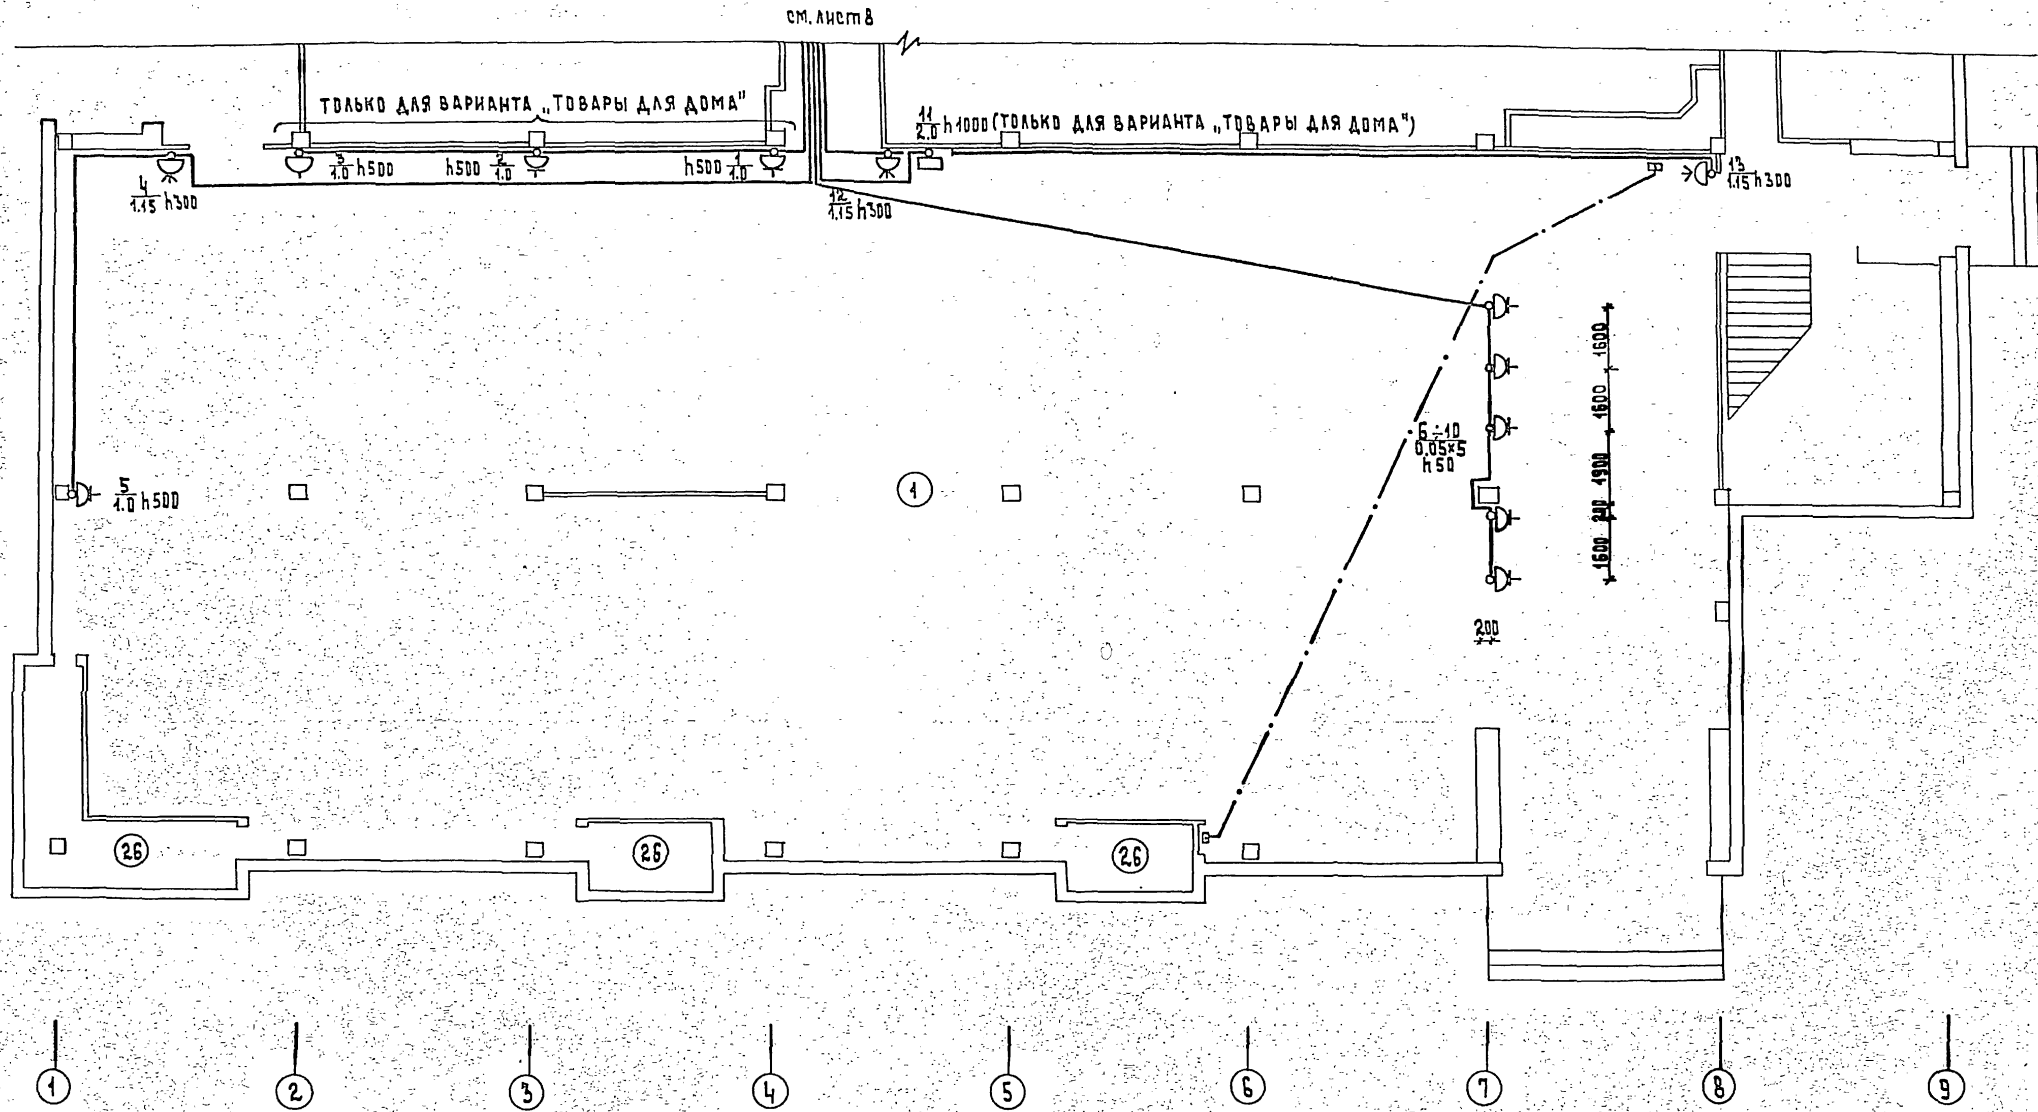 см. лист 8
ТОЛЬКО ДЛЯ ВАРИАНТА „ТОВАРЫ ДЛЯ ДОМА"
11
2.0 h1000 (ТОЛЬКО ДЛЯ ВАРИАНТА „ТОВАРЫ ДЛЯ ДОМА")
3
1.0 h500
h500 2
1.0
h500 1
1.0
13
1.15 h300
4
1.15 h300
12
1.15 h300
1600
1600
1900
200
1600
6÷10
0.05×5
h50
5
1.0 h500
1
200
26
26
26
1
2
3
4
5
6
7
8
9